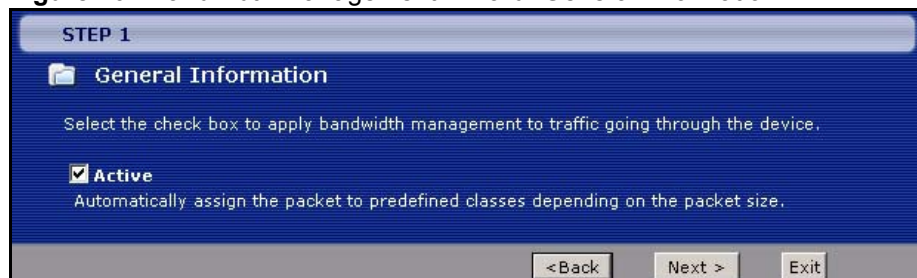 STEP 1
General Information
Select the check box to apply bandwidth management to traffic going through the device.
Active
Automatically assign the packet to predefined classes depending on the packet size.
<Back
Next >
Exit